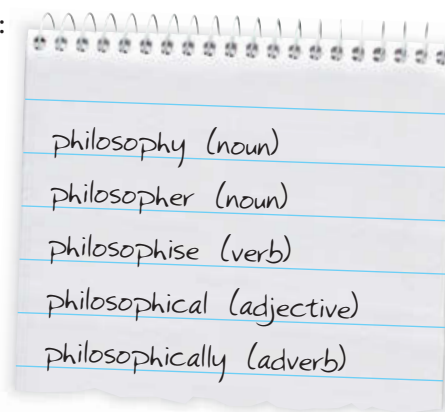 :
philosophy (noun)
philosopher (noun)
philosophise (verb)
philosophical (adjective)
philosophically (adverb)